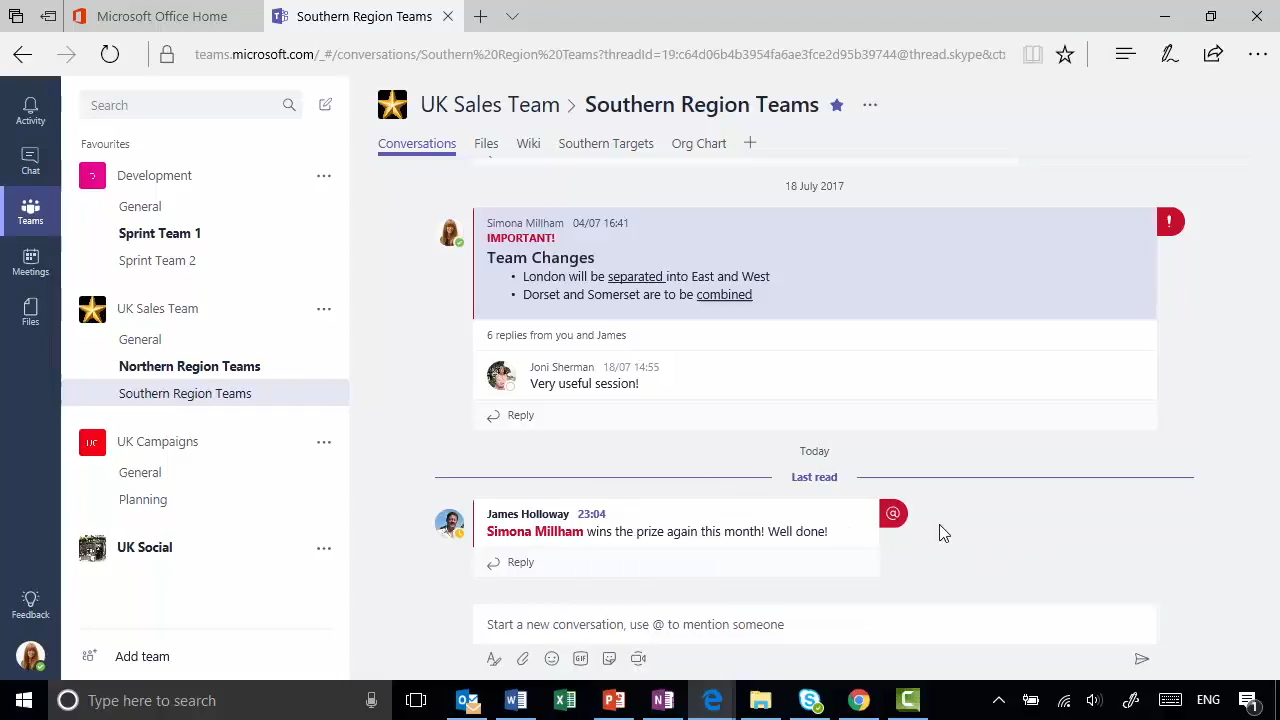 Microsoft Office Home
Southern Region Teams
teams.microsoft.com/_#/conversations/Southern%20Region%20Teams?threadId=19:c64d06b4b3954fa6ae3fce2d95b39744@thread.skype&ctx
Activity
Chat
Teams
Meetings
Files
Feedback
Search
Favourites
Development
General
Sprint Team 1
Sprint Team 2
UK Sales Team
General
Northern Region Teams
Southern Region Teams
UC
UK Campaigns
General
Planning
UK Social
Add team
UK Sales Team > Southern Region Teams
Conversations Files Wiki Southern Targets Org Chart
18 July 2017
Simona Millham 04/07 16:41
IMPORTANT!
Team Changes
• London will be separated into East and West
• Dorset and Somerset are to be combined
6 replies from you and James
Joni Sherman 18/07 14:55
Very useful session!
Reply
Today
Last read
James Holloway 23:04
@
Simona Millham wins the prize again this month! Well done!
Reply
Start a new conversation, use @ to mention someone
GIF
Type here to search
ENG
1